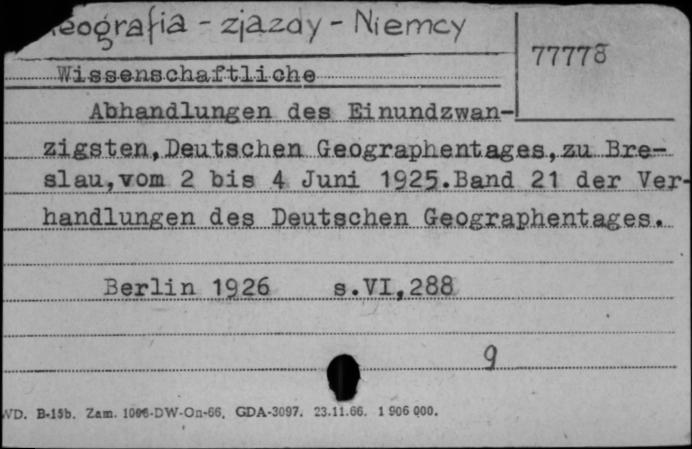 eografia - zjazdy - Niemcy
77778
Wissenschaftliche
Abhandlungen des Einundzwan-
zigsten, Deutschen Geographentages, zu Bre-
slau, vom 2 bis 4 Juni 1925. Band 21 der Ver-
handlungen des Deutschen Geographentages.
Berlin 1926 s.VI, 288
9
WD. B-15b. Zam. DW-On-66. GDA-3097. 23.11.66. 1 906 000.